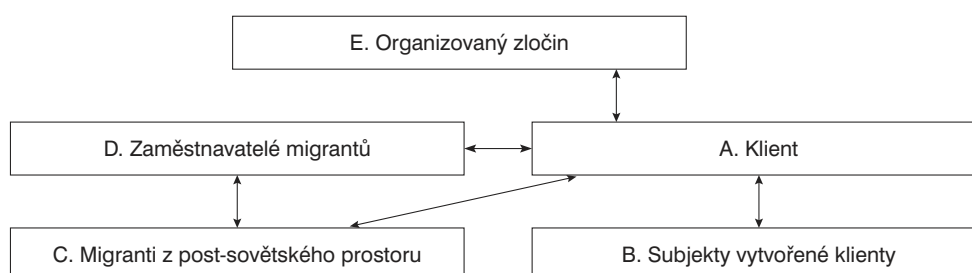 E. Organizovaný zločin
D. Zaměstnavatelé migrantů
A. Klient
C. Migranti z post-sovětského prostoru
B. Subjekty vytvořené klienty